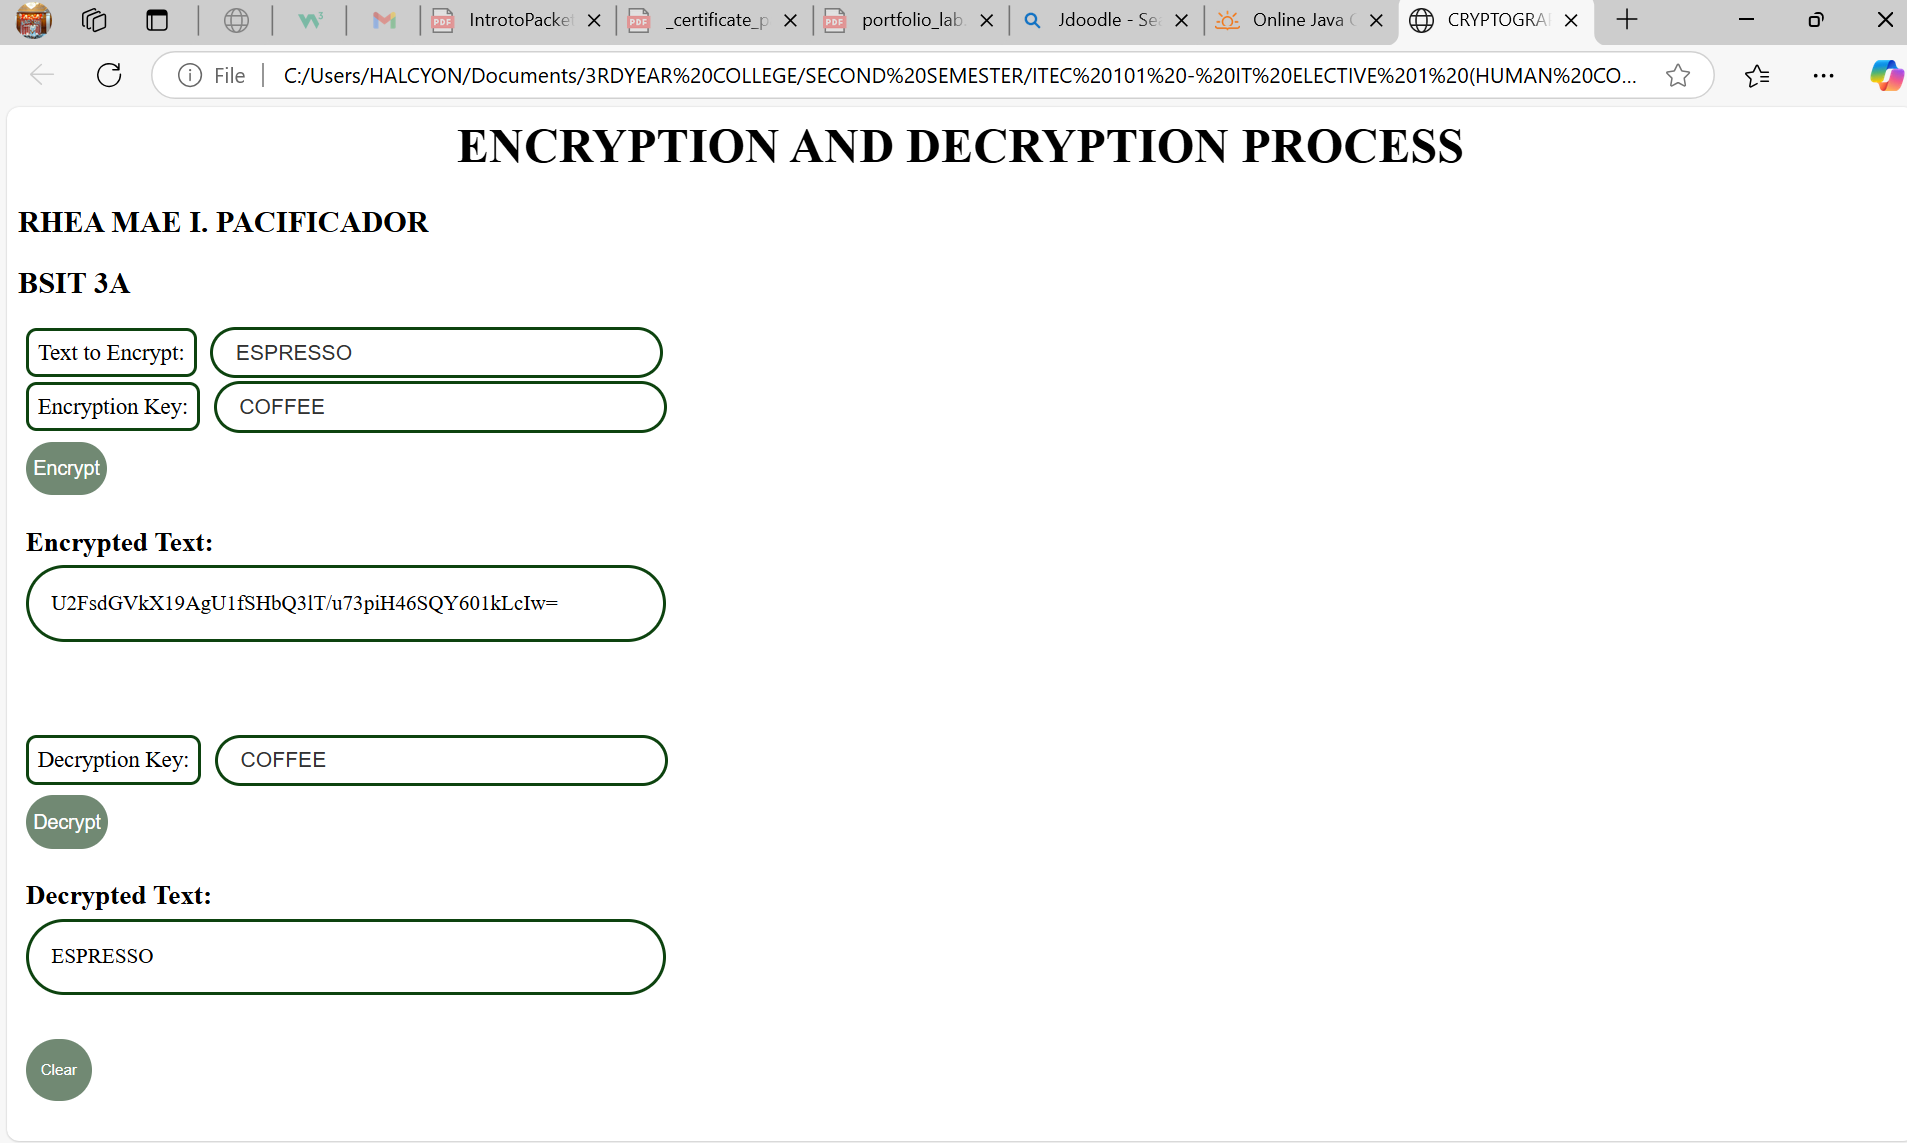 IntrotoPacke
_certificate_p
portfolio_lab
Jdoodle - Sea
Online Java
CRYPTOGRA
File
C:/Users/HALCYON/Documents/3RDYEAR%20COLLEGE/SECOND%20SEMESTER/ITEC%20101%20-%20IT%20ELECTIVE%201%20(HUMAN%20CO...
ENCRYPTION AND DECRYPTION PROCESS
RHEA MAE I. PACIFICADOR
BSIT 3A
Text to Encrypt: ESPRESSO
Encryption Key: COFFEE
Encrypt
Encrypted Text:
U2FsdGVkX19AgU1fSHbQ3lT/u73piH46SQY601kLcIw=
Decryption Key: COFFEE
Decrypt
Decrypted Text:
ESPRESSO
Clear